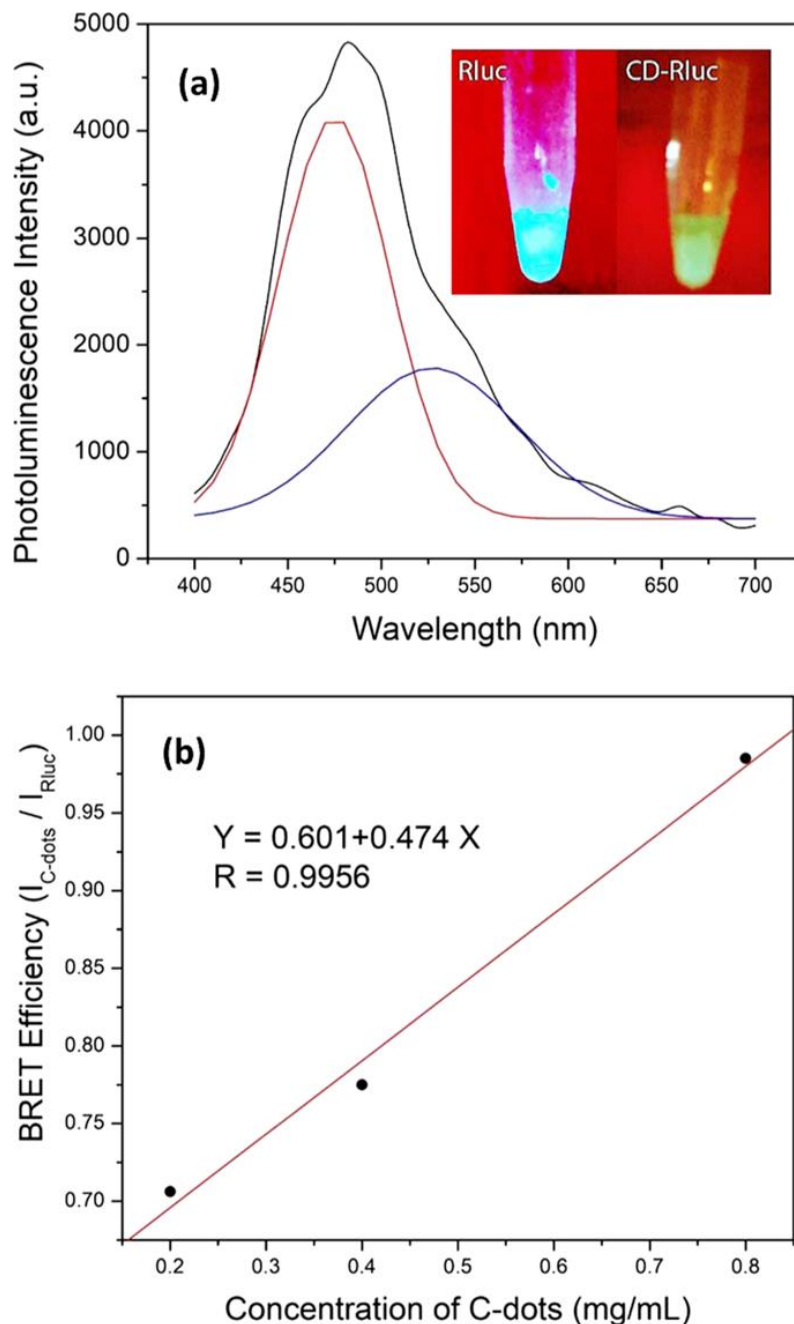 (a)
Rluc
CD-Rluc
Photoluminescence Intensity (a.u.)
5000
4000
3000
2000
1000
0
400 450 500 550 600 650 700
Wavelength (nm)
(b)
Y = 0.601+0.474 X
R = 0.9956
BRET Efficiency (I_C-dots / I_Rluc)
1.00
0.95
0.90
0.85
0.80
0.75
0.70
0.2 0.3 0.4 0.5 0.6 0.7 0.8
Concentration of C-dots (mg/mL)